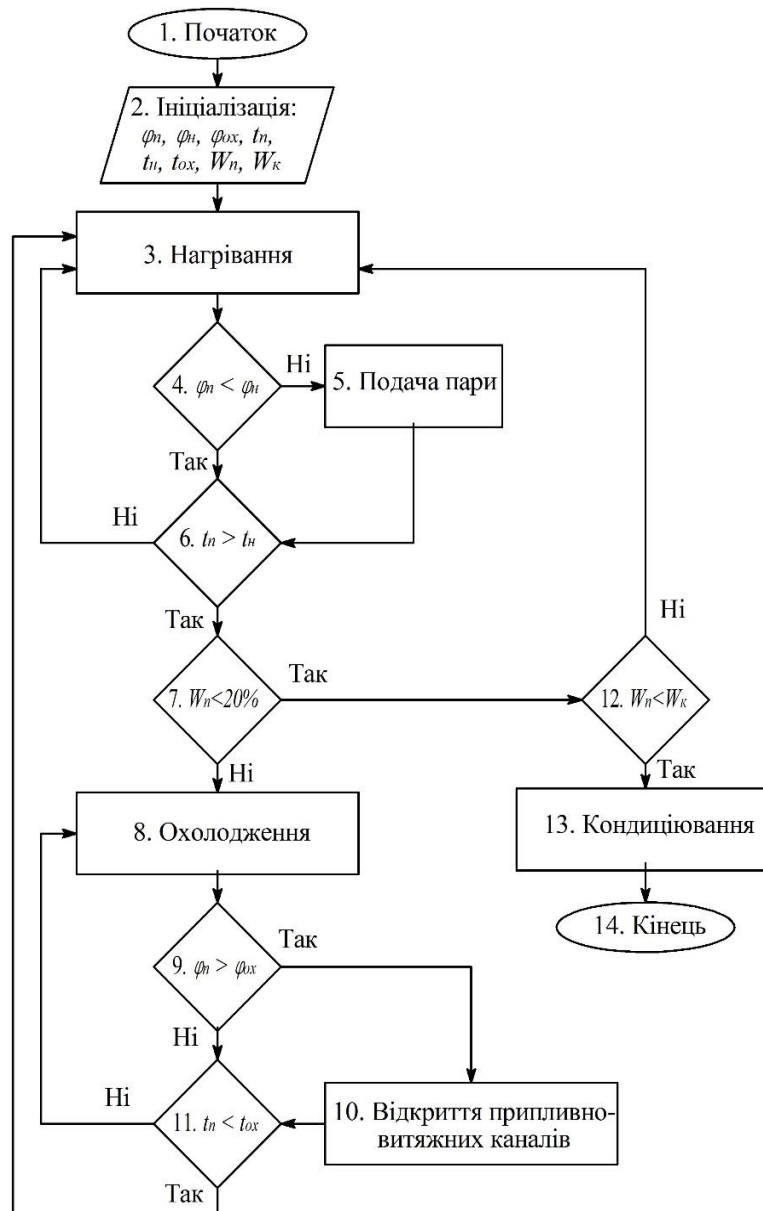 1. Початок
2. Ініціалізація:
φп, φн, φох, tп,
tн, tох, Wп, Wк
3. Нагрівання
4. φп < φн
Ні
5. Подача пари
Так
Ні
6. tп > tн
Так
Ні
7. Wп<20%
Так
12. Wп<Wк
Ні
Так
8. Охолодження
13. Кондиціювання
14. Кінець
9. φп > φох
Так
Ні
Ні
11. tп < tох
10. Відкриття припливно-
витяжних каналів
Так